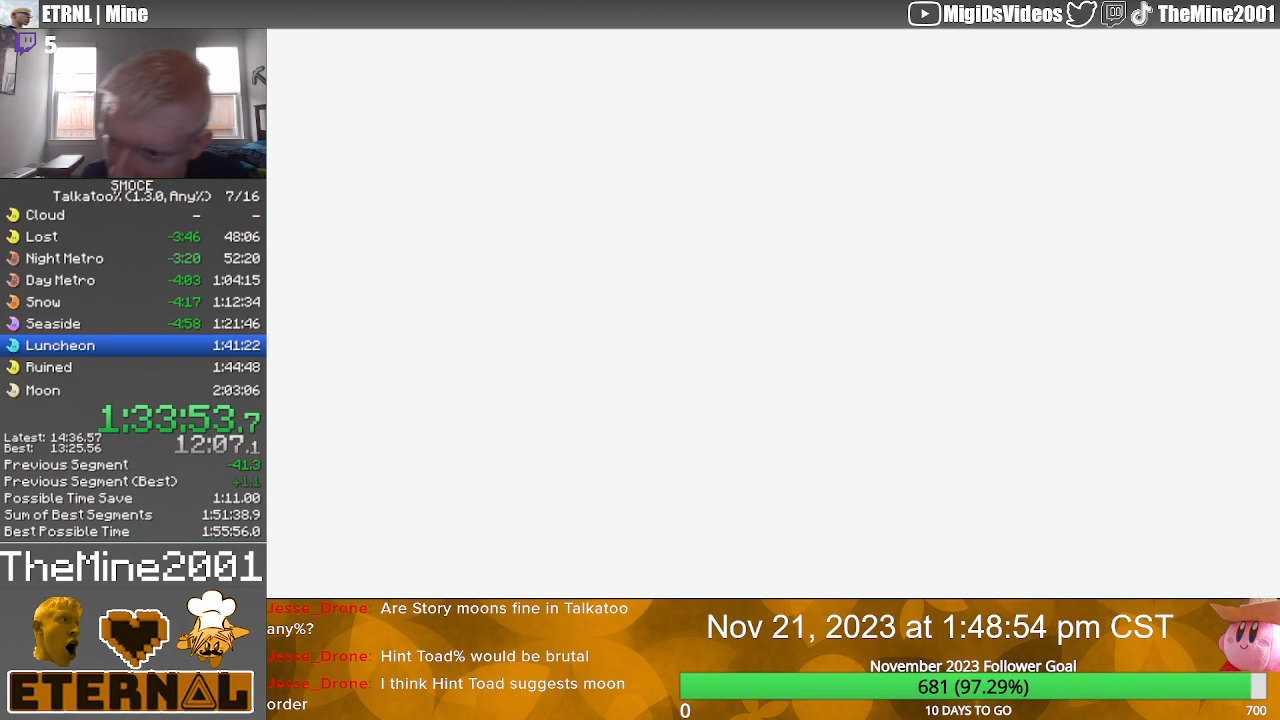 ETRNL | Mine
MigiDsVideos
TheMine2001
5
SMOCE
Talkatoo% (1.3.0, Any%) 7/16
Cloud – –
Lost -3:46 48:06
Night Metro -3:20 52:20
Day Metro -4:03 1:04:15
Snow -4:17 1:12:34
Seaside -4:58 1:21:46
Luncheon 1:41:22
Ruined 1:44:48
Moon 2:03:06
1:33:53.7
Latest: 14:36.57
Best: 13:25.56
12:07.1
Previous Segment -41.3
Previous Segment (Best) +1.1
Possible Time Save 1:11.00
Sum of Best Segments 1:51:38.9
Best Possible Time 1:55:56.0
TheMine2001
ETERNAL
Jesse_Drone: Are Story moons fine in Talkatoo
any%?
Jesse_Drone: Hint Toad% would be brutal
Jesse_Drone: I think Hint Toad suggests moon
order
Nov 21, 2023 at 1:48:54 pm CST
November 2023 Follower Goal
681 (97.29%)
0 10 DAYS TO GO 700